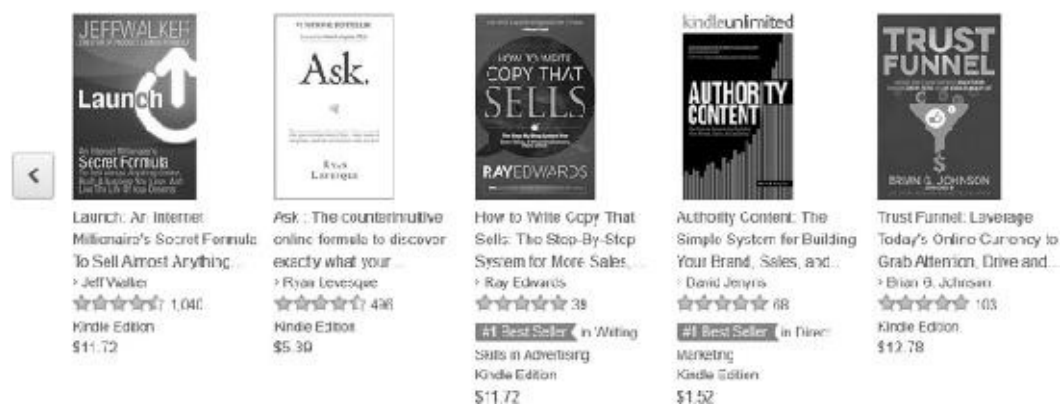 JEFFWALKER
Launch
An Internet Millionaire's
Secret Formula
Launch: An Internet
Millionaire's Secret Formula
To Sell Almost Anything...
› Jeff Walker
1,040
Kindle Edition
$11.72
Ask.
RYAN
LEVESQUE
Ask.: The counterintuitive
online formula to discover
exactly what your...
› Ryan Levesque
496
Kindle Edition
$5.39
HOW TO WRITE
COPY THAT
SELLS
RAY EDWARDS
How to Write Copy That
Sells: The Step-By-Step
System for More Sales,...
› Ray Edwards
39
#1 Best Seller in Writing
Skills in Advertising
Kindle Edition
$11.72
kindleunlimited
AUTHORITY
CONTENT
Authority Content: The
Simple System for Building
Your Brand, Sales, and...
› David Jenyns
68
#1 Best Seller in Direct
Marketing
Kindle Edition
$1.52
TRUST
FUNNEL
BRIAN G. JOHNSON
Trust Funnel: Leverage
Today's Online Currency to
Grab Attention, Drive and...
› Brian G. Johnson
103
Kindle Edition
$12.78